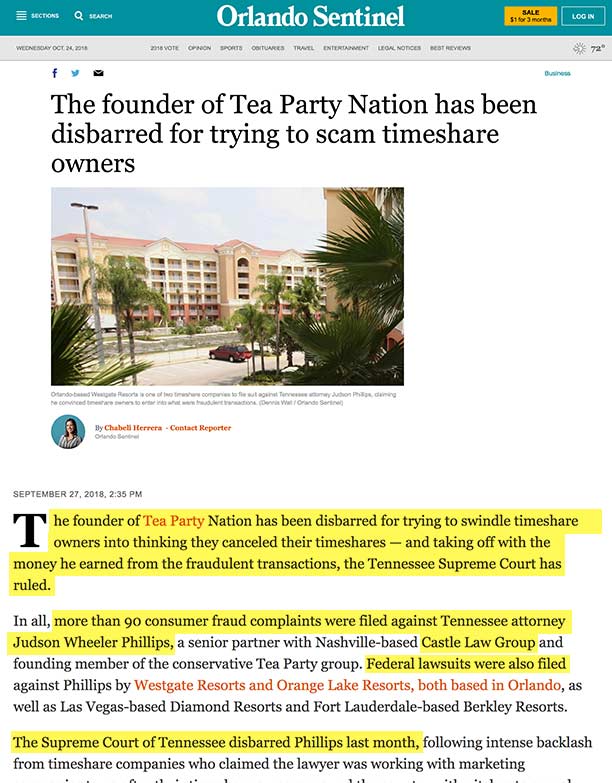 SECTIONS
SEARCH
Orlando Sentinel
SALE
$1 for 3 months
LOG IN
WEDNESDAY OCT. 24, 2018
2018 VOTE OPINION SPORTS OBITUARIES TRAVEL ENTERTAINMENT LEGAL NOTICES BEST REVIEWS
72°
Business
The founder of Tea Party Nation has been
disbarred for trying to scam timeshare
owners
Orlando-based Westgate Resorts is one of two timeshare companies to file suit against Tennessee attorney Judson Phillips, claiming
he convinced timeshare owners to enter into what were fraudulent transactions. (Dennis Wall / Orlando Sentinel)
By Chabeli Herrera - Contact Reporter
Orlando Sentinel
SEPTEMBER 27, 2018, 2:35 PM
The founder of Tea Party Nation has been disbarred for trying to swindle timeshare
owners into thinking they canceled their timeshares — and taking off with the
money he earned from the fraudulent transactions, the Tennessee Supreme Court has
ruled.
In all, more than 90 consumer fraud complaints were filed against Tennessee attorney
Judson Wheeler Phillips, a senior partner with Nashville-based Castle Law Group and
founding member of the conservative Tea Party group. Federal lawsuits were also filed
against Phillips by Westgate Resorts and Orange Lake Resorts, both based in Orlando, as
well as Las Vegas-based Diamond Resorts and Fort Lauderdale-based Berkley Resorts.
The Supreme Court of Tennessee disbarred Phillips last month, following intense backlash
from timeshare companies who claimed the lawyer was working with marketing